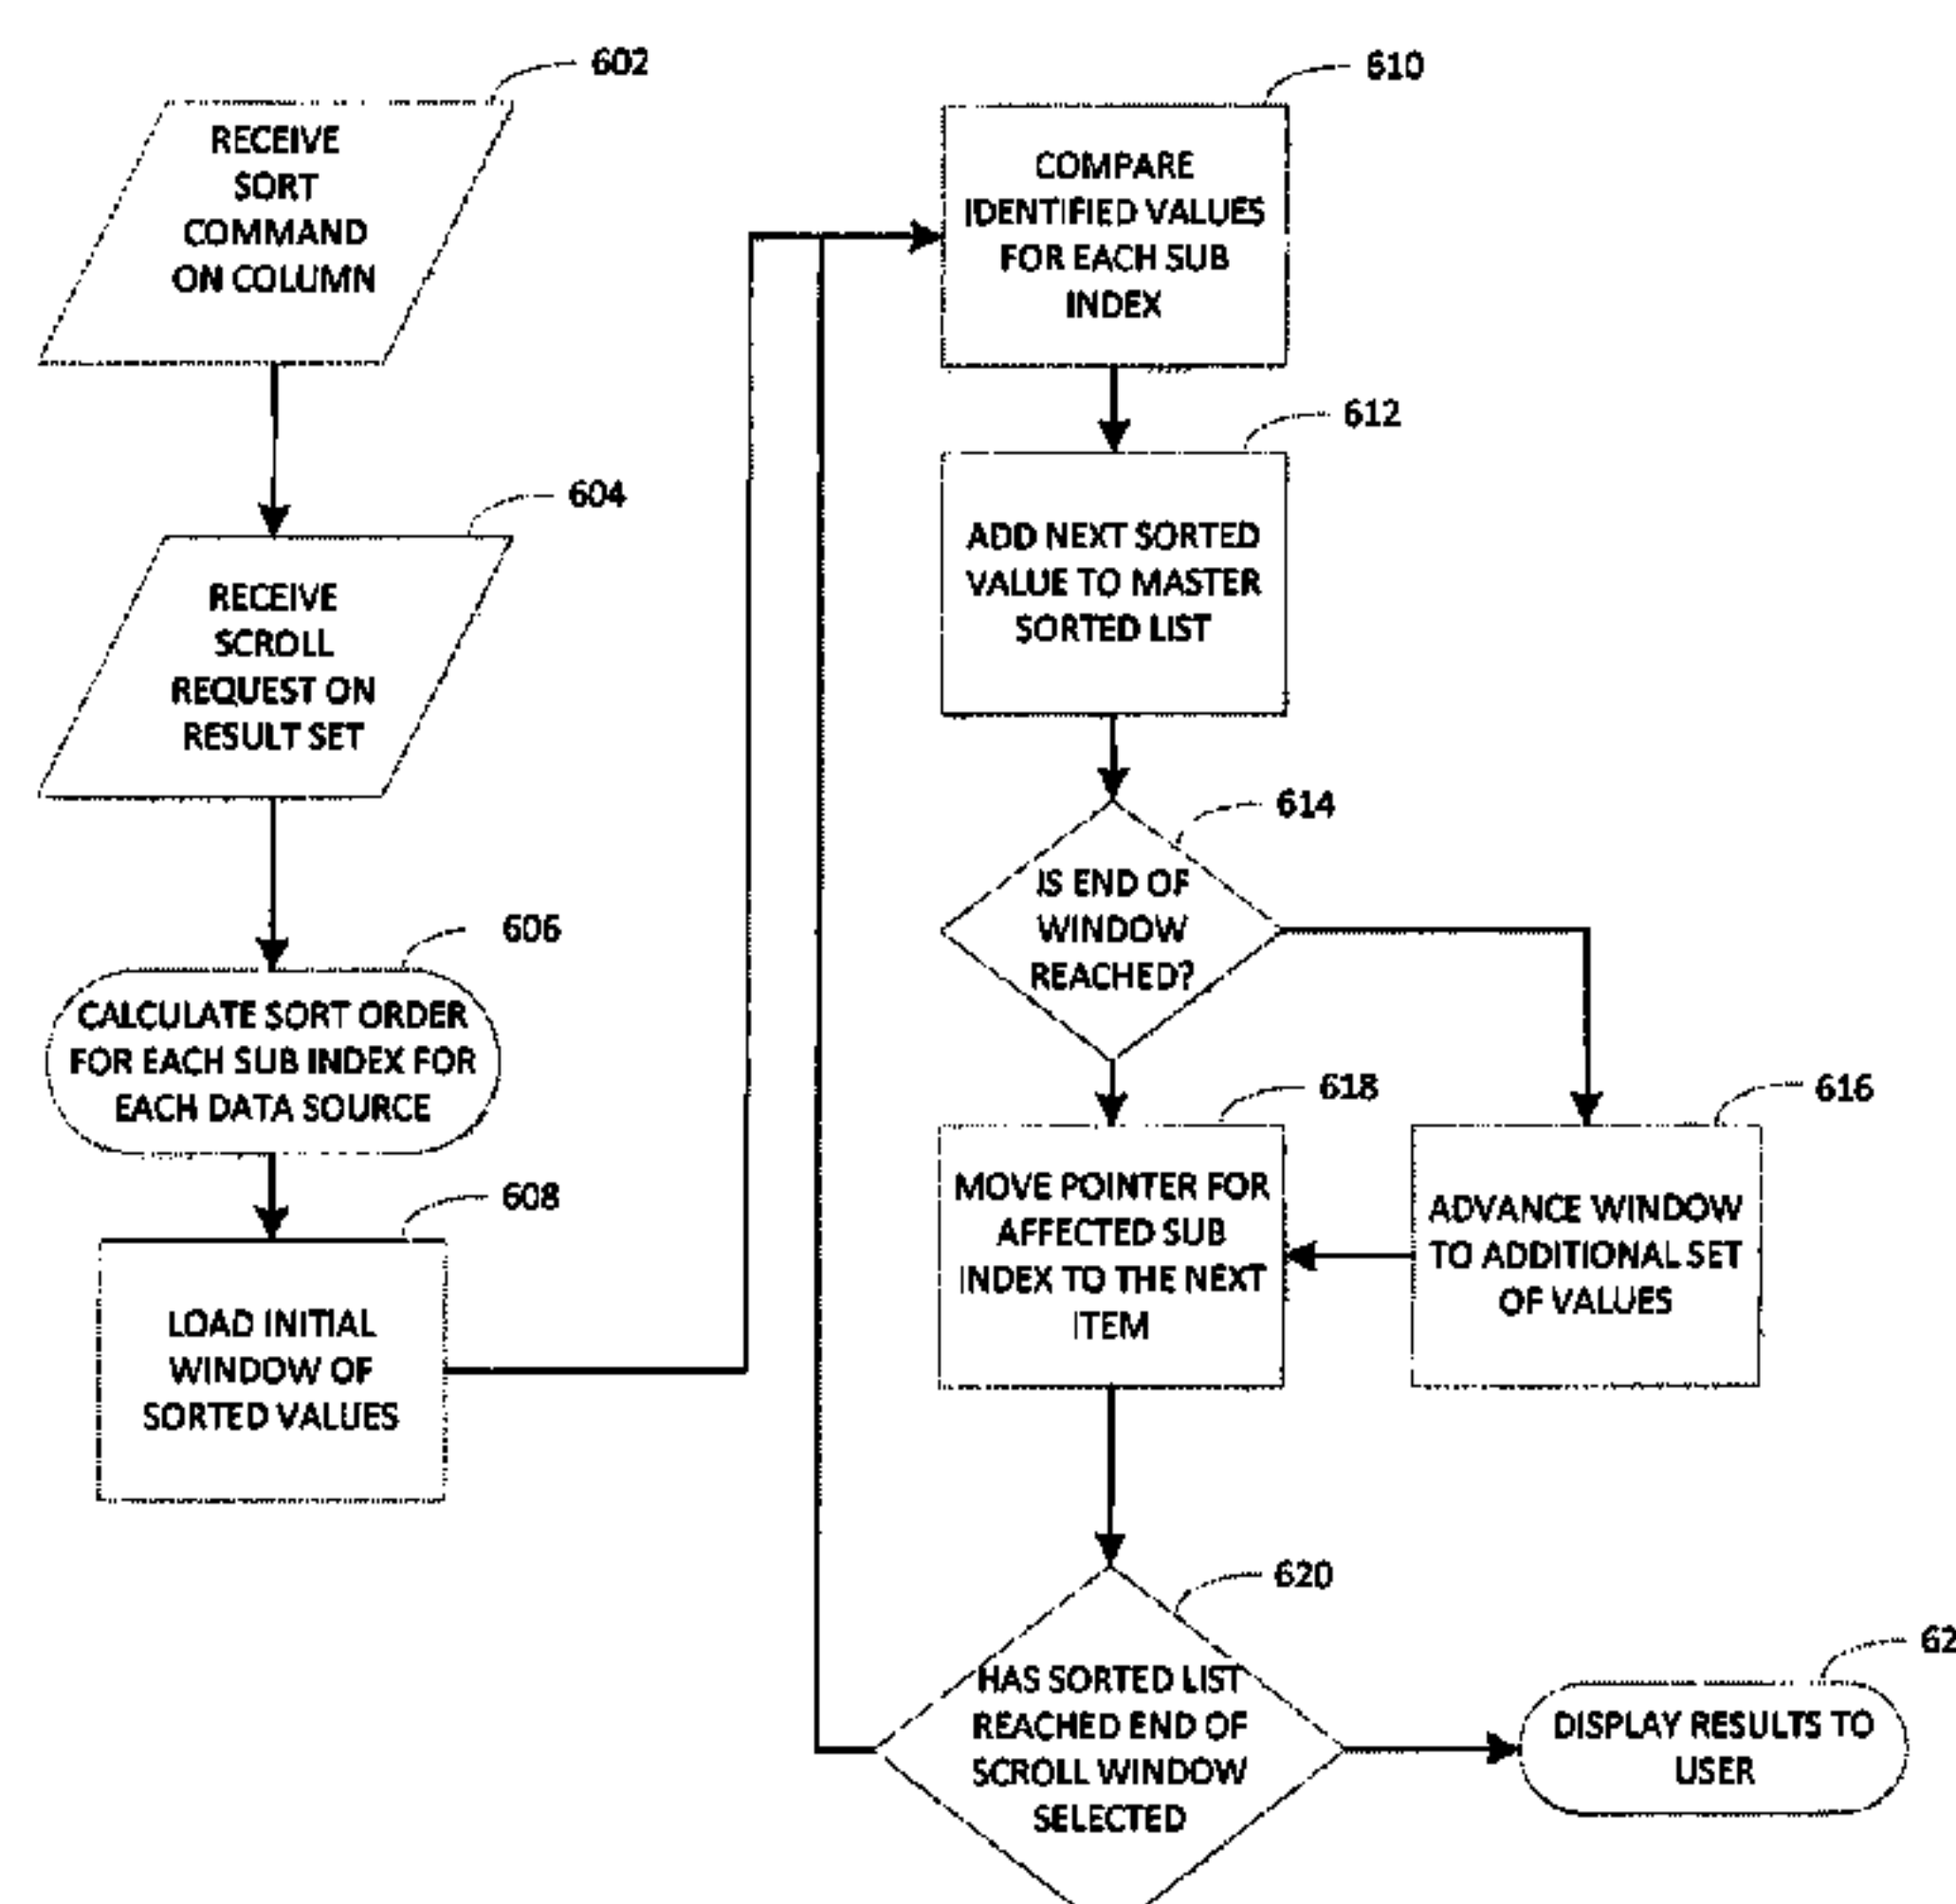 602
RECEIVE
SORT
COMMAND
ON COLUMN
604
RECEIVE
SCROLL
REQUEST ON
RESULT SET
606
CALCULATE SORT ORDER
FOR EACH SUB INDEX FOR
EACH DATA SOURCE
608
LOAD INITIAL
WINDOW OF
SORTED VALUES
610
COMPARE
IDENTIFIED VALUES
FOR EACH SUB
INDEX
612
ADD NEXT SORTED
VALUE TO MASTER
SORTED LIST
614
IS END OF
WINDOW
REACHED?
618
MOVE POINTER FOR
AFFECTED SUB
INDEX TO THE NEXT
ITEM
616
ADVANCE WINDOW
TO ADDITIONAL SET
OF VALUES
620
HAS SORTED LIST
REACHED END OF
SCROLL WINDOW
SELECTED
62
DISPLAY RESULTS TO
USER